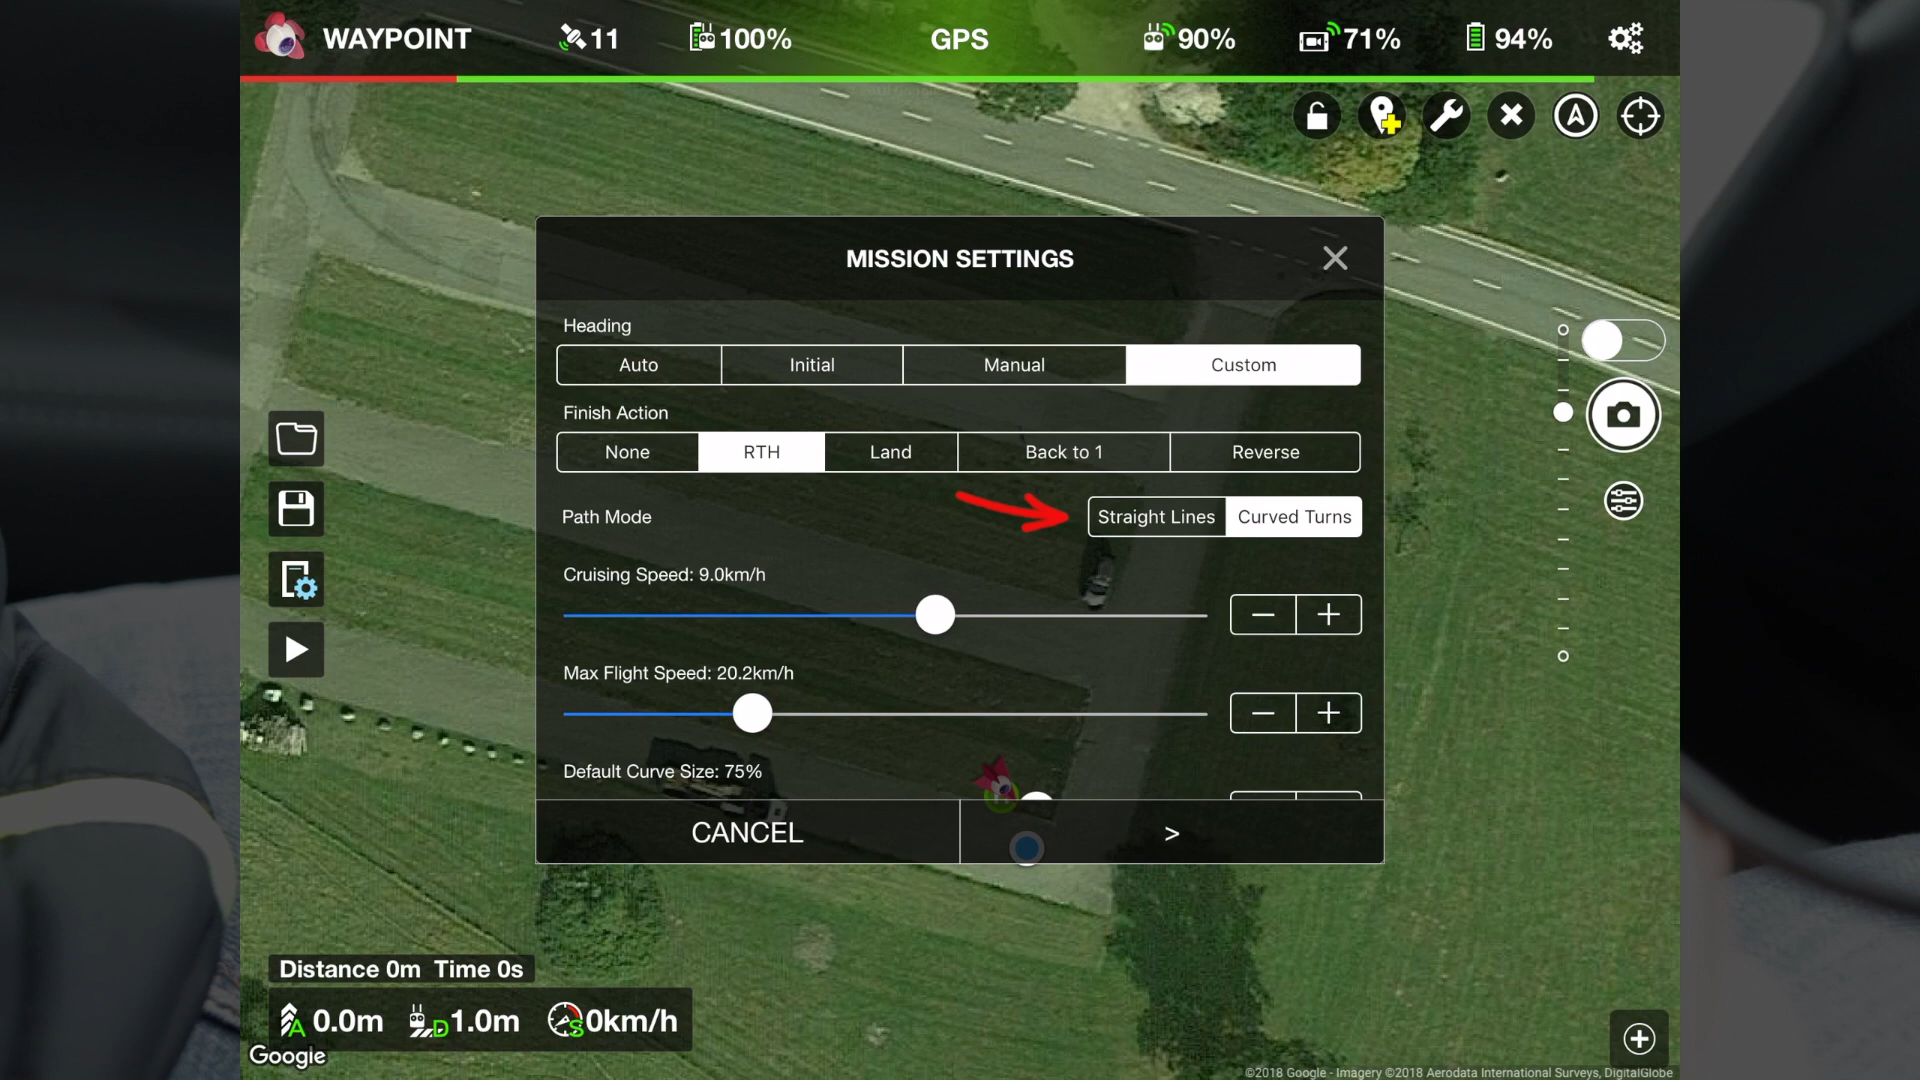 WAYPOINT 11 100% GPS 90% 71% 94%
MISSION SETTINGS
Heading
Auto Initial Manual Custom
Finish Action
None RTH Land Back to 1 Reverse
Path Mode Straight Lines Curved Turns
Cruising Speed: 9.0km/h
Max Flight Speed: 20.2km/h
Default Curve Size: 75%
CANCEL >
Distance 0m Time 0s
A 0.0m D 1.0m S 0km/h
Google
©2018 Google - Imagery ©2018 Aerodata International Surveys, DigitalGlobe